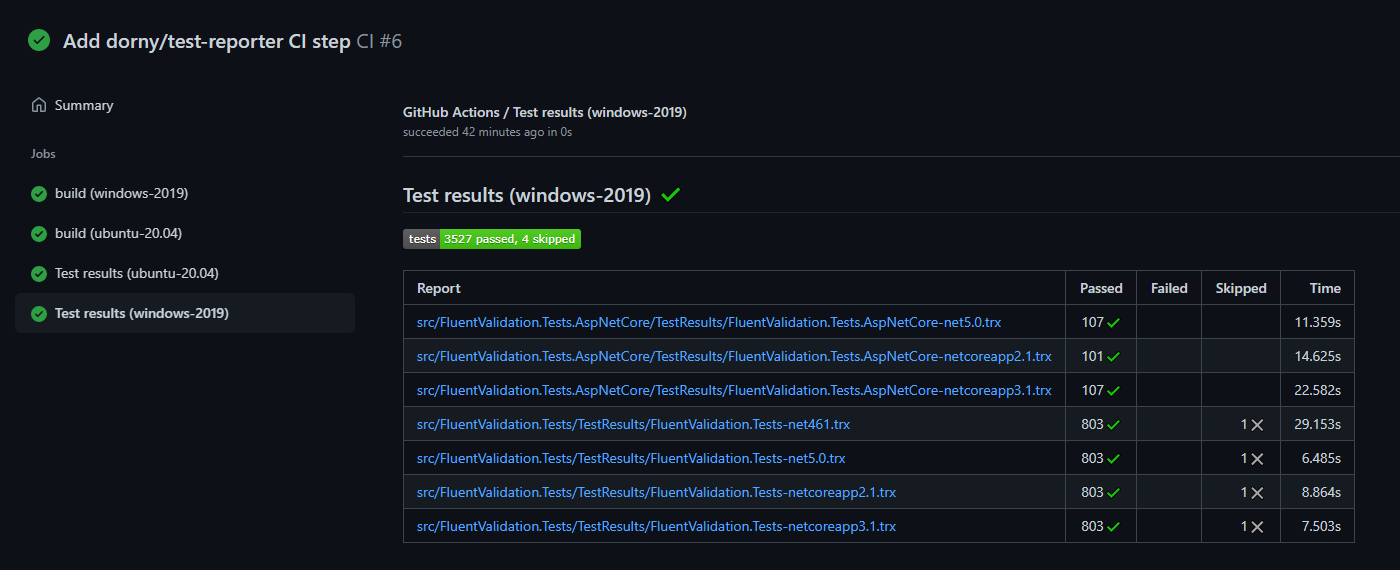 Add dorny/test-reporter CI step CI #6
Summary
Jobs
build (windows-2019)
build (ubuntu-20.04)
Test results (ubuntu-20.04)
Test results (windows-2019)
GitHub Actions / Test results (windows-2019)
succeeded 42 minutes ago in 0s
Test results (windows-2019)
tests 3527 passed, 4 skipped
Report Passed Failed Skipped Time
src/FluentValidation.Tests.AspNetCore/TestResults/FluentValidation.Tests.AspNetCore-net5.0.trx 107 11.359s
src/FluentValidation.Tests.AspNetCore/TestResults/FluentValidation.Tests.AspNetCore-netcoreapp2.1.trx 101 14.625s
src/FluentValidation.Tests.AspNetCore/TestResults/FluentValidation.Tests.AspNetCore-netcoreapp3.1.trx 107 22.582s
src/FluentValidation.Tests/TestResults/FluentValidation.Tests-net461.trx 803 1 29.153s
src/FluentValidation.Tests/TestResults/FluentValidation.Tests-net5.0.trx 803 1 6.485s
src/FluentValidation.Tests/TestResults/FluentValidation.Tests-netcoreapp2.1.trx 803 1 8.864s
src/FluentValidation.Tests/TestResults/FluentValidation.Tests-netcoreapp3.1.trx 803 1 7.503s